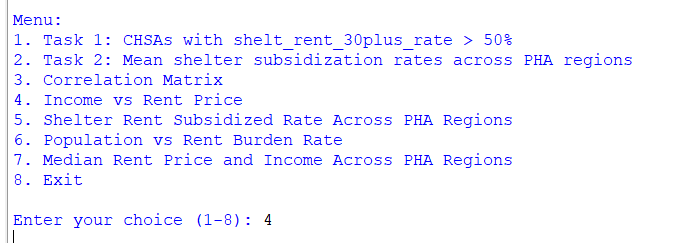 Menu:
1. Task 1: CHSAs with shelt_rent_30plus_rate > 50%
2. Task 2: Mean shelter subsidization rates across PHA regions
3. Correlation Matrix
4. Income vs Rent Price
5. Shelter Rent Subsidized Rate Across PHA Regions
6. Population vs Rent Burden Rate
7. Median Rent Price and Income Across PHA Regions
8. Exit
Enter your choice (1-8): 4